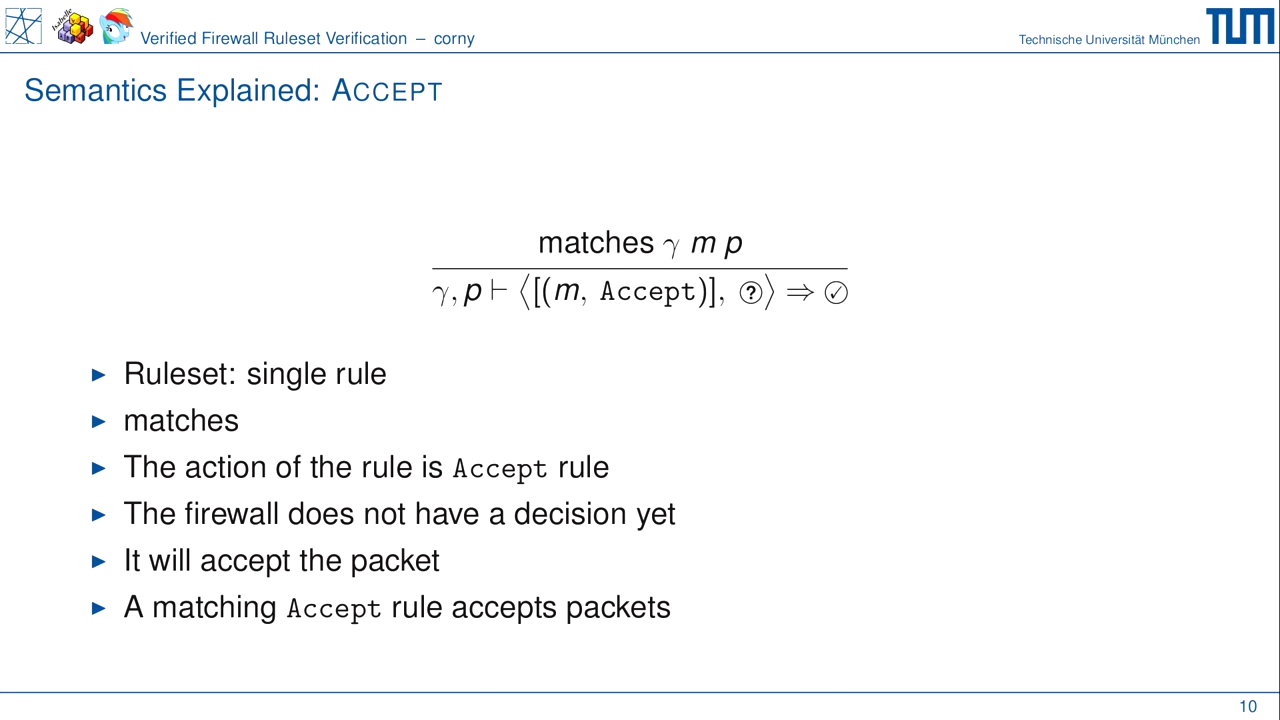 Isabelle
Verified Firewall Ruleset Verification – corny
Technische Universität München
TUM
Semantics Explained: ACCEPT
matches γ m p
γ, p ⊢ ⟨[(m, Accept)], ?⟩ ⇒ ✓
► Ruleset: single rule
► matches
► The action of the rule is Accept rule
► The firewall does not have a decision yet
► It will accept the packet
► A matching Accept rule accepts packets
10